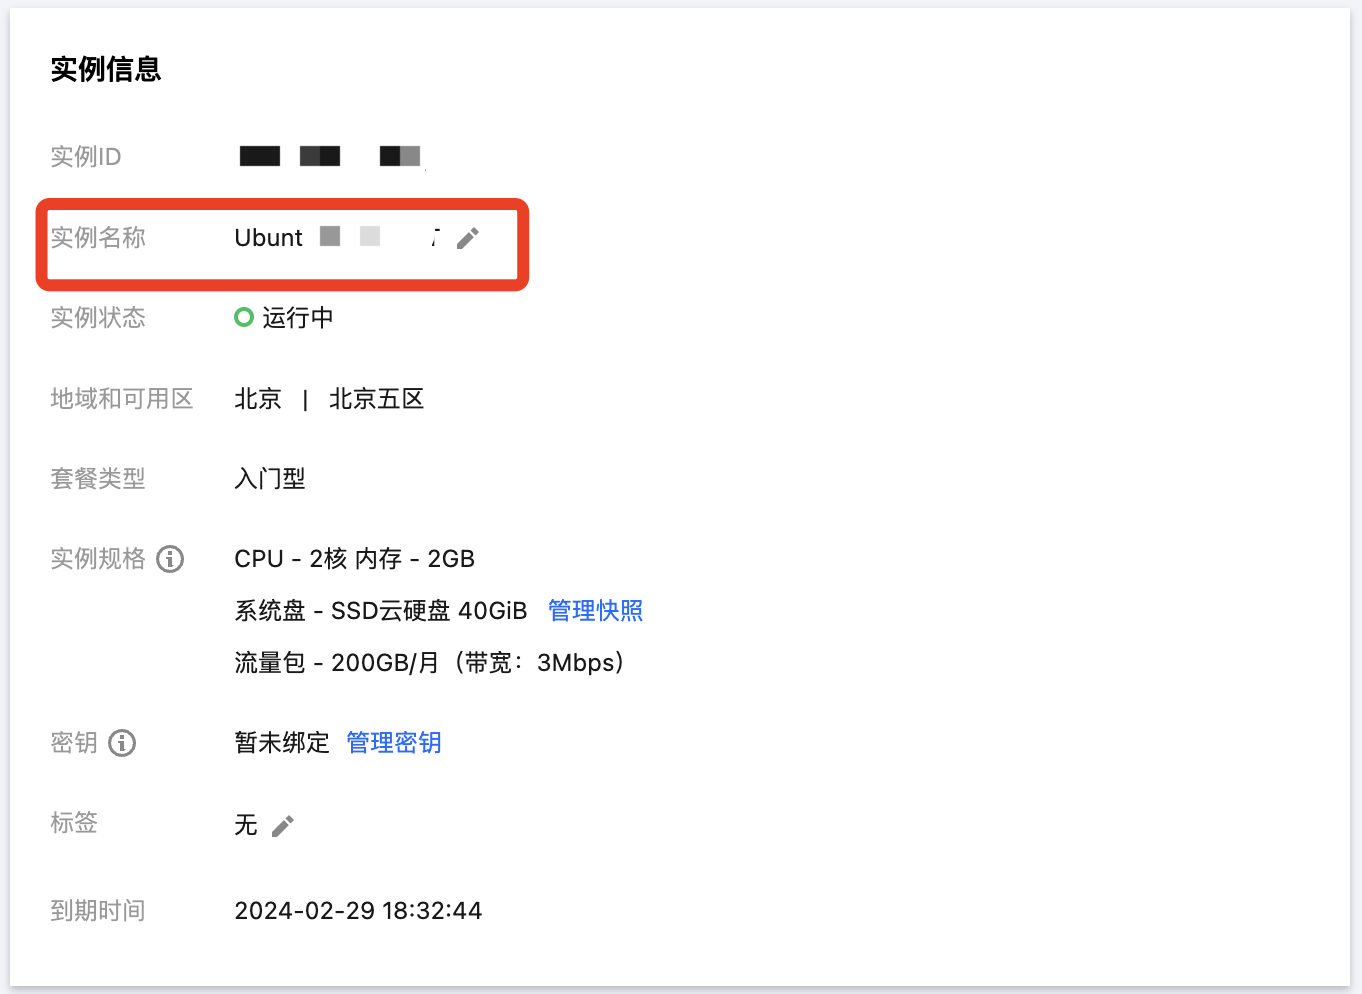 实例信息
实例ID
实例名称 Ubunt
实例状态 运行中
地域和可用区 北京 | 北京五区
套餐类型 入门型
实例规格 CPU - 2核 内存 - 2GB
系统盘 - SSD云硬盘 40GiB 管理快照
流量包 - 200GB/月（带宽：3Mbps）
密钥 暂未绑定 管理密钥
标签 无
到期时间 2024-02-29 18:32:44